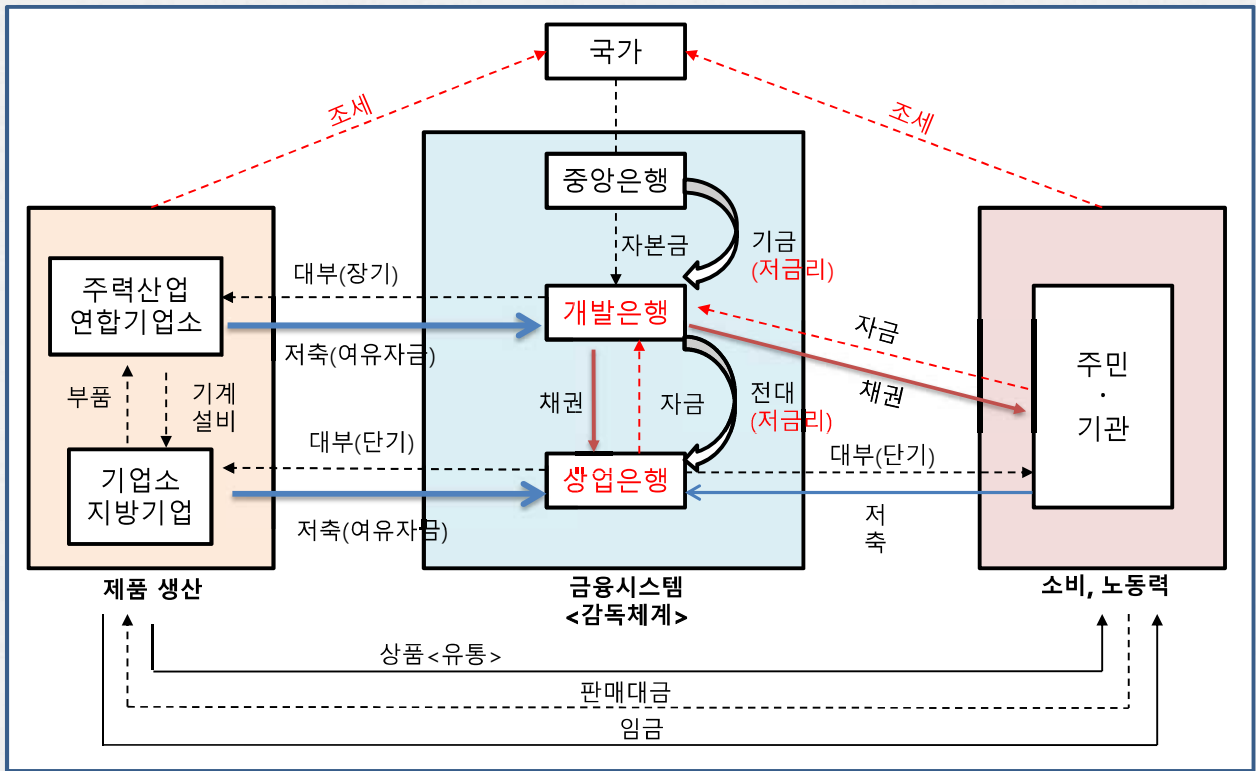 국가
조세
조세
중앙은행
자본금
기금
(저금리)
주력산업
연합기업소
대부(장기)
저축(여유자금)
개발은행
자금
채권
주민
·
기관
부품
기계
설비
채권
자금
전대
(저금리)
대부(단기)
대부(단기)
기업소
지방기업
저축(여유자금)
상업은행
저
축
제품 생산
금융시스템
<감독체계>
소비, 노동력
상품<유통>
판매대금
임금